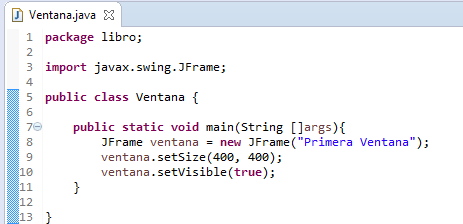 Ventana.java
1 package libro;
2
3 import javax.swing.JFrame;
4
5 public class Ventana {
6
7 public static void main(String []args){
8 JFrame ventana = new JFrame("Primera Ventana");
9 ventana.setSize(400, 400);
10 ventana.setVisible(true);
11 }
12
13 }